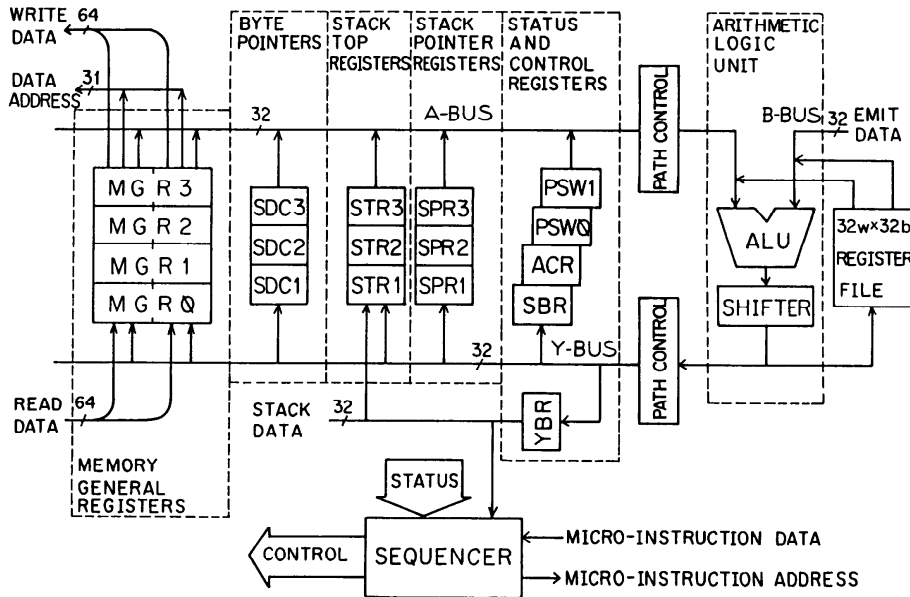 WRITE 64
DATA
DATA 31
ADDRESS
BYTE
POINTERS
STACK
TOP
REGISTERS
STACK
POINTER
REGISTERS
STATUS
AND
CONTROL
REGISTERS
ARITHMETIC
LOGIC
UNIT
32
A-BUS
PATH CONTROL
B-BUS
32 EMIT
DATA
MGR3
MGR2
MGR1
MGR0
SDC3
SDC2
SDC1
STR3
STR2
STR1
SPR3
SPR2
SPR1
PSW1
PSW0
ACR
SBR
ALU
SHIFTER
32w×32b
REGISTER
FILE
32
Y-BUS
PATH CONTROL
READ 64
DATA
STACK 32
DATA
YBR
MEMORY
GENERAL
REGISTERS
STATUS
CONTROL
SEQUENCER
MICRO-INSTRUCTION DATA
MICRO-INSTRUCTION ADDRESS